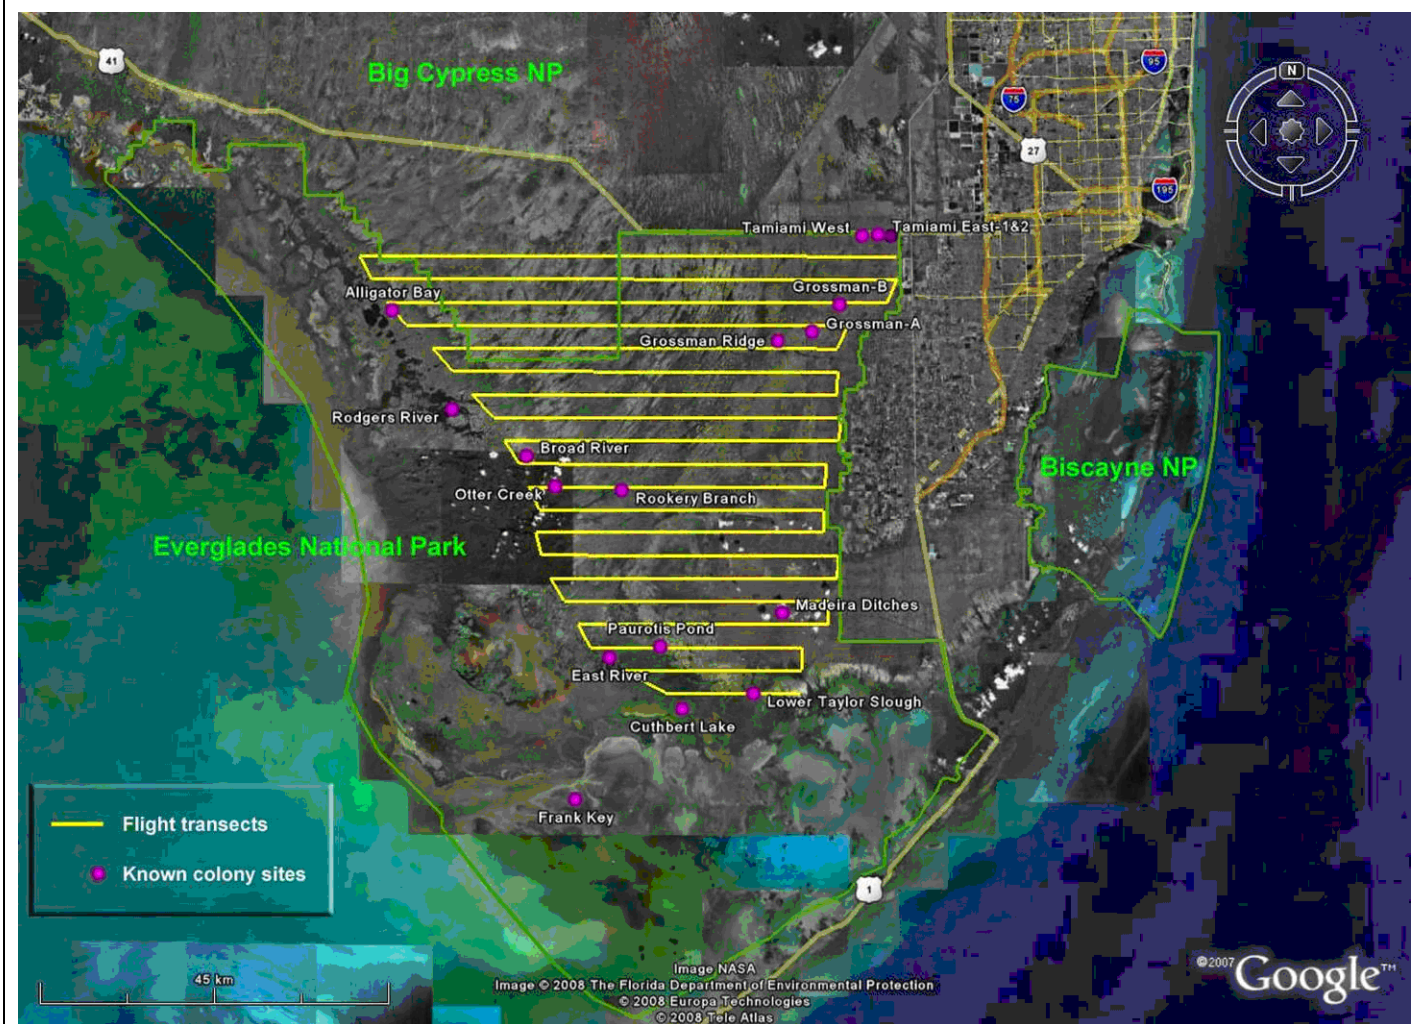 41
Big Cypress NP
95
N
75
27
195
Tamiami West
Tamiami East-1&2
Grossman-B
Alligator Bay
Grossman-A
Grossman Ridge
Rodgers River
Broad River
Biscayne NP
Otter Creek
Rookery Branch
Everglades National Park
Madeira Ditches
Paurotis Pond
East River
Lower Taylor Slough
Cuthbert Lake
Frank Key
Flight transects
Known colony sites
1
45 km
Image NASA
Image © 2008 The Florida Department of Environmental Protection
© 2008 Europa Technologies
© 2008 Tele Atlas
©2007 Google™